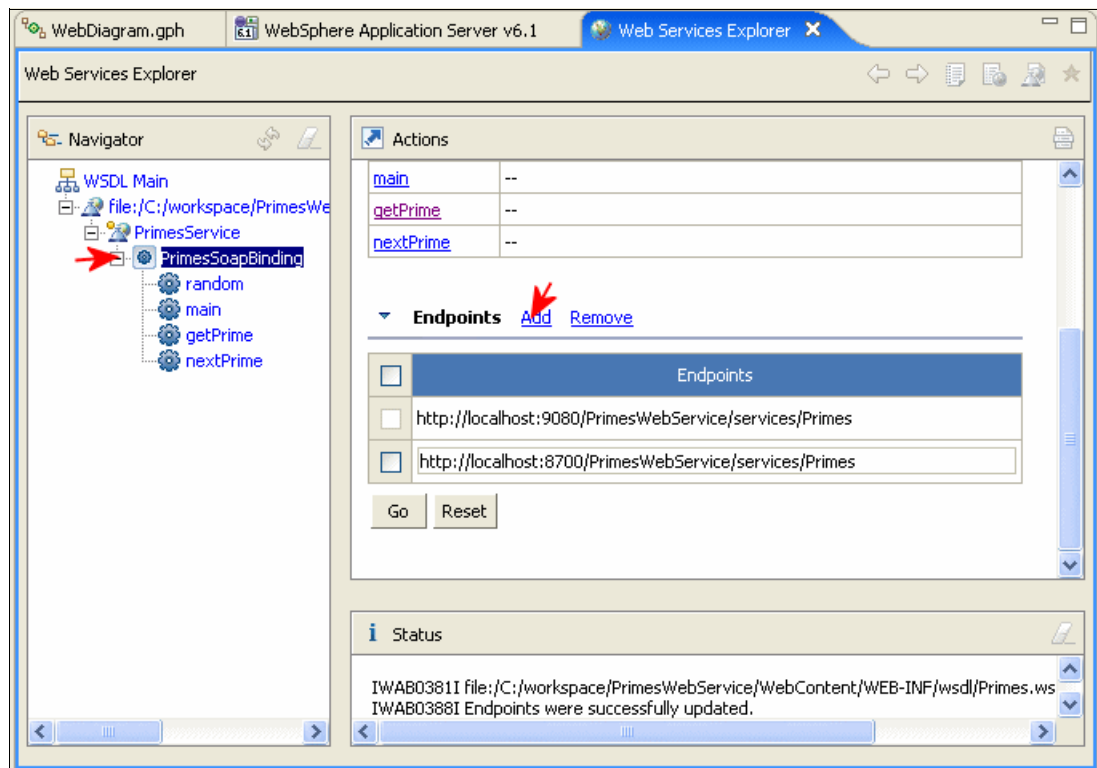 WebDiagram.gph
6.1 WebSphere Application Server v6.1
Web Services Explorer
Web Services Explorer
Navigator
WSDL Main
file:/C:/workspace/PrimesWe
PrimesService
PrimesSoapBinding
random
main
getPrime
nextPrime
Actions
main --
getPrime --
nextPrime --
Endpoints Add Remove
Endpoints
http://localhost:9080/PrimesWebService/services/Primes
http://localhost:8700/PrimesWebService/services/Primes
Go Reset
i Status
IWAB0381I file:/C:/workspace/PrimesWebService/WebContent/WEB-INF/wsdl/Primes.ws
IWAB0388I Endpoints were successfully updated.